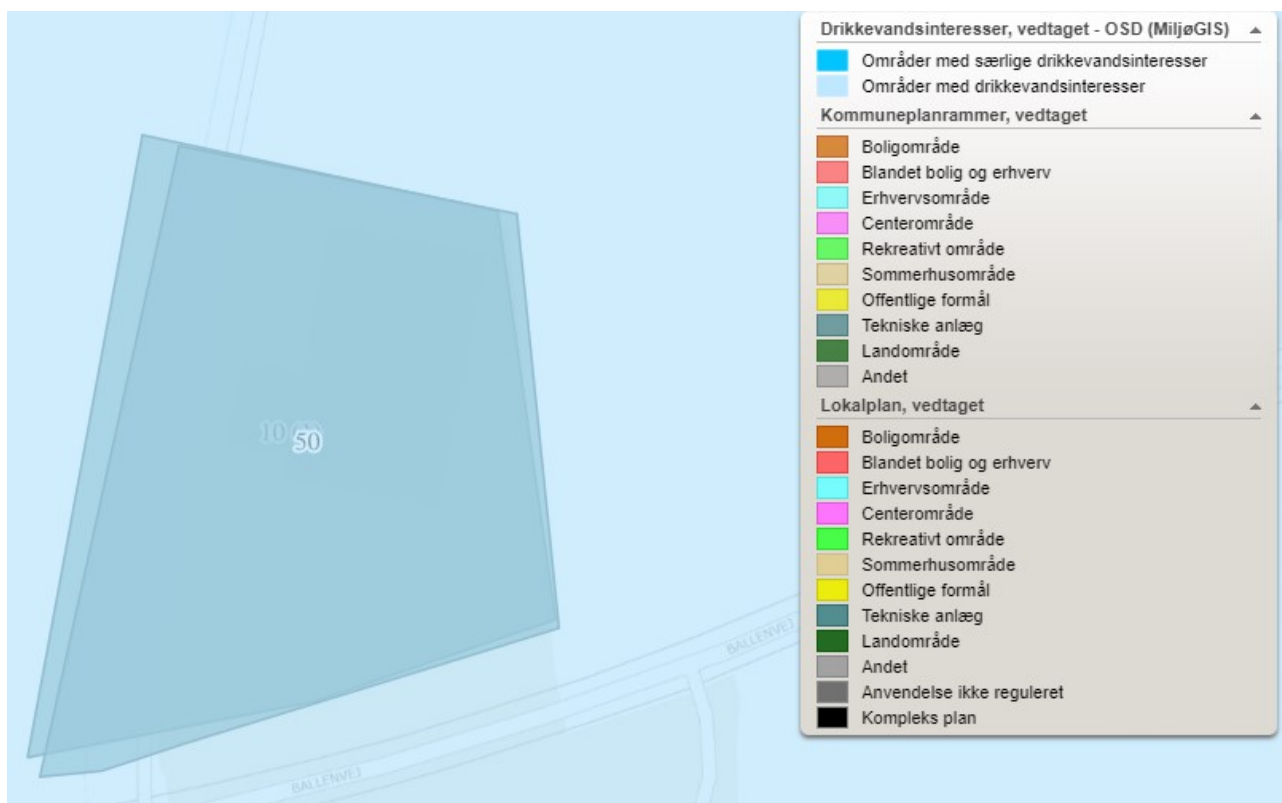 Drikkevandsinteresser, vedtaget - OSD (MiljøGIS)
Områder med særlige drikkevandsinteresser
Områder med drikkevandsinteresser
Kommuneplanrammer, vedtaget
Boligområde
Blandet bolig og erhverv
Erhvervsområde
Centerområde
Rekreativt område
Sommerhusområde
Offentlige formål
Tekniske anlæg
Landområde
Andet
Lokalplan, vedtaget
Boligområde
Blandet bolig og erhverv
Erhvervsområde
Centerområde
Rekreativt område
Sommerhusområde
Offentlige formål
Tekniske anlæg
Landområde
Andet
Anvendelse ikke reguleret
Kompleks plan
50
BALLENVEJ
BALLENVEJ